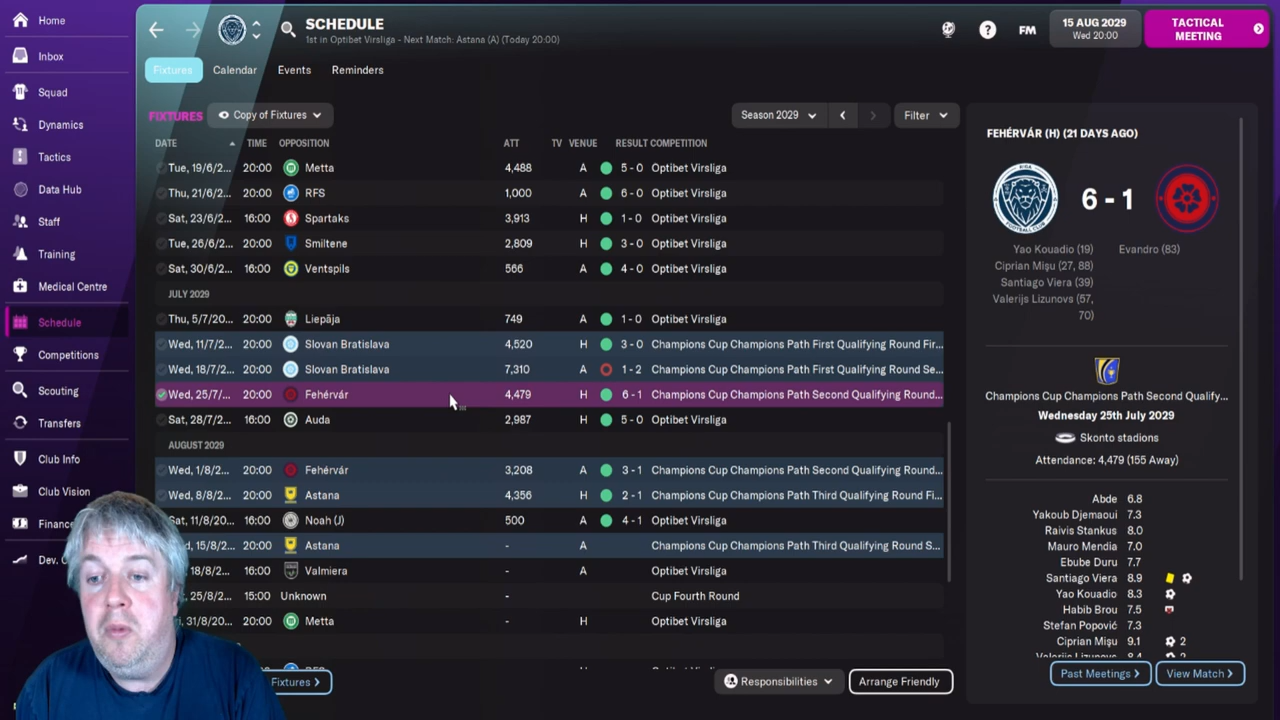 Home
Inbox
Squad
Dynamics
Tactics
Data Hub
Staff
Training
Medical Centre
Schedule
Competitions
Scouting
Transfers
Club Info
Club Vision
Dev.
SCHEDULE
1st in Optibet Virsliga - Next Match: Astana (A) (Today 20:00)
FM
15 AUG 2029
Wed 20:00
TACTICAL MEETING
Fixtures Calendar Events Reminders
FIXTURES Copy of Fixtures Season 2029 Filter
DATE TIME OPPOSITION ATT TV VENUE RESULT COMPETITION
Tue, 19/6/2... 20:00 Metta 4,488 A 5 - 0 Optibet Virsliga
Thu, 21/6/2... 20:00 RFS 1,000 A 6 - 0 Optibet Virsliga
Sat, 23/6/2... 16:00 Spartaks 3,913 H 1 - 0 Optibet Virsliga
Tue, 26/6/2... 20:00 Smiltene 2,809 H 3 - 0 Optibet Virsliga
Sat, 30/6/2... 16:00 Ventspils 566 A 4 - 0 Optibet Virsliga
JULY 2029
Thu, 5/7/20... 20:00 Liepāja 749 A 1 - 0 Optibet Virsliga
Wed, 11/7/2... 20:00 Slovan Bratislava 4,520 H 3 - 0 Champions Cup Champions Path First Qualifying Round Fir...
Wed, 18/7/2... 20:00 Slovan Bratislava 7,310 A 1 - 2 Champions Cup Champions Path First Qualifying Round Se...
Wed, 25/7/... 20:00 Fehérvár 4,479 H 6 - 1 Champions Cup Champions Path Second Qualifying Round...
Sat, 28/7/2... 16:00 Auda 2,987 H 5 - 0 Optibet Virsliga
AUGUST 2029
Wed, 1/8/2... 20:00 Fehérvár 3,208 A 3 - 1 Champions Cup Champions Path Second Qualifying Round...
Wed, 8/8/2... 20:00 Astana 4,356 H 2 - 1 Champions Cup Champions Path Third Qualifying Round Fi...
Sat, 11/8/20... 16:00 Noah (J) 500 A 4 - 1 Optibet Virsliga
15/8/2... 20:00 Astana - A Champions Cup Champions Path Third Qualifying Round S...
18/8/2... 16:00 Valmiera - A Optibet Virsliga
25/8/2... 15:00 Unknown - Cup Fourth Round
31/8/20... 20:00 Metta - H Optibet Virsliga
Fixtures >
Responsibilities
Arrange Friendly
FEHÉRVÁR (H) (21 DAYS AGO)
6 - 1
Yao Kouadio (19) Evandro (83)
Ciprian Mişu (27, 88)
Santiago Viera (39)
Valerijs Lizunovs (57,
70)
Champions Cup Champions Path Second Qualify...
Wednesday 25th July 2029
Skonto stadions
Attendance: 4,479 (155 Away)
Abde 6.8
Yakoub Djemaoui 7.3
Raivis Stankus 8.0
Mauro Mendia 7.0
Ebube Duru 7.7
Santiago Viera 8.9
Yao Kouadio 8.3
Habib Brou 7.5
Stefan Popović 7.3
Ciprian Mişu 9.1 2
Valerijs Lizunovs 8.4 2
Past Meetings >
View Match >